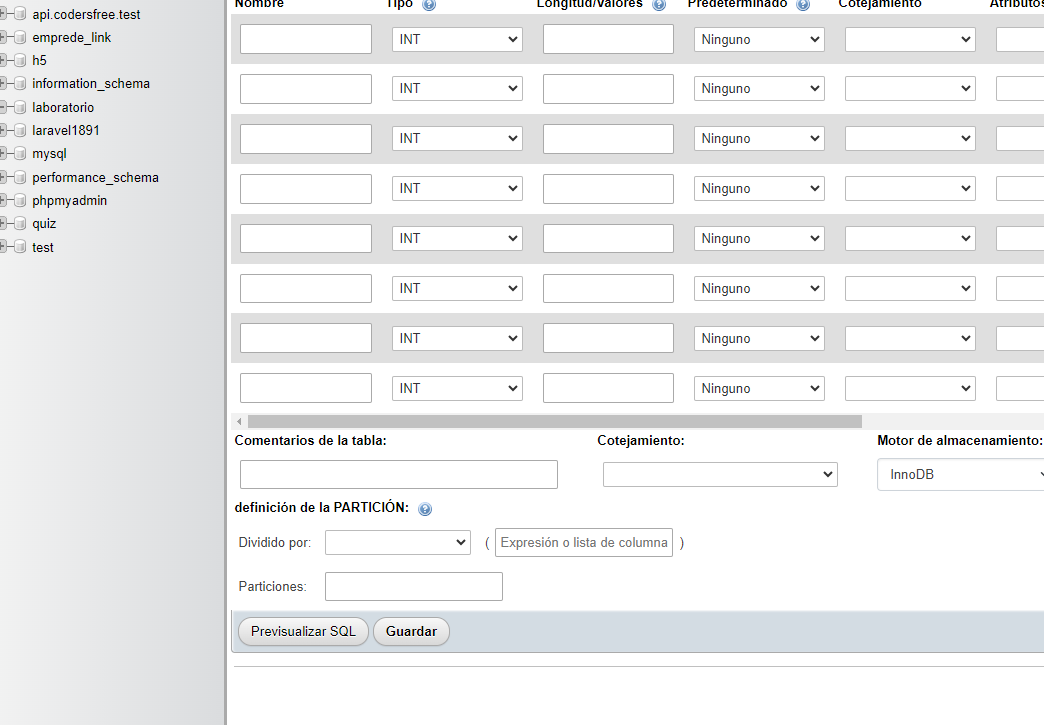 api.codersfree.test
emprede_link
h5
information_schema
laboratorio
laravel1891
mysql
performance_schema
phpmyadmin
quiz
test
Nombre Tipo Longitud/Valores Predeterminado Cotejamiento Atributos
INT Ninguno
INT Ninguno
INT Ninguno
INT Ninguno
INT Ninguno
INT Ninguno
INT Ninguno
INT Ninguno
Comentarios de la tabla: Cotejamiento: Motor de almacenamiento:
InnoDB
definición de la PARTICIÓN:
Dividido por: ( Expresión o lista de columna )
Particiones:
Previsualizar SQL Guardar